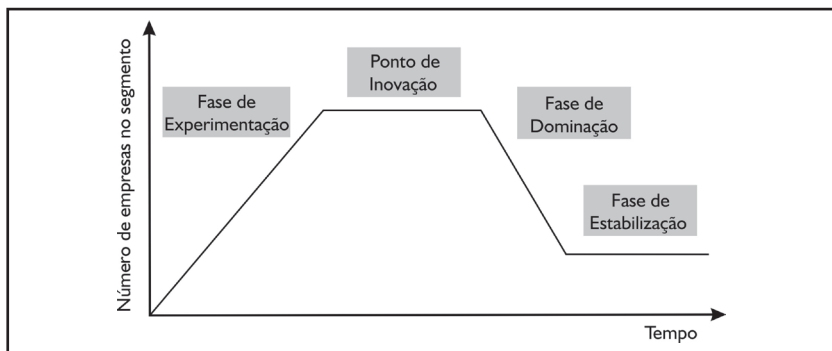 Número de empresas no segmento
Fase de
Experimentação
Ponto de
Inovação
Fase de
Dominação
Fase de
Estabilização
Tempo